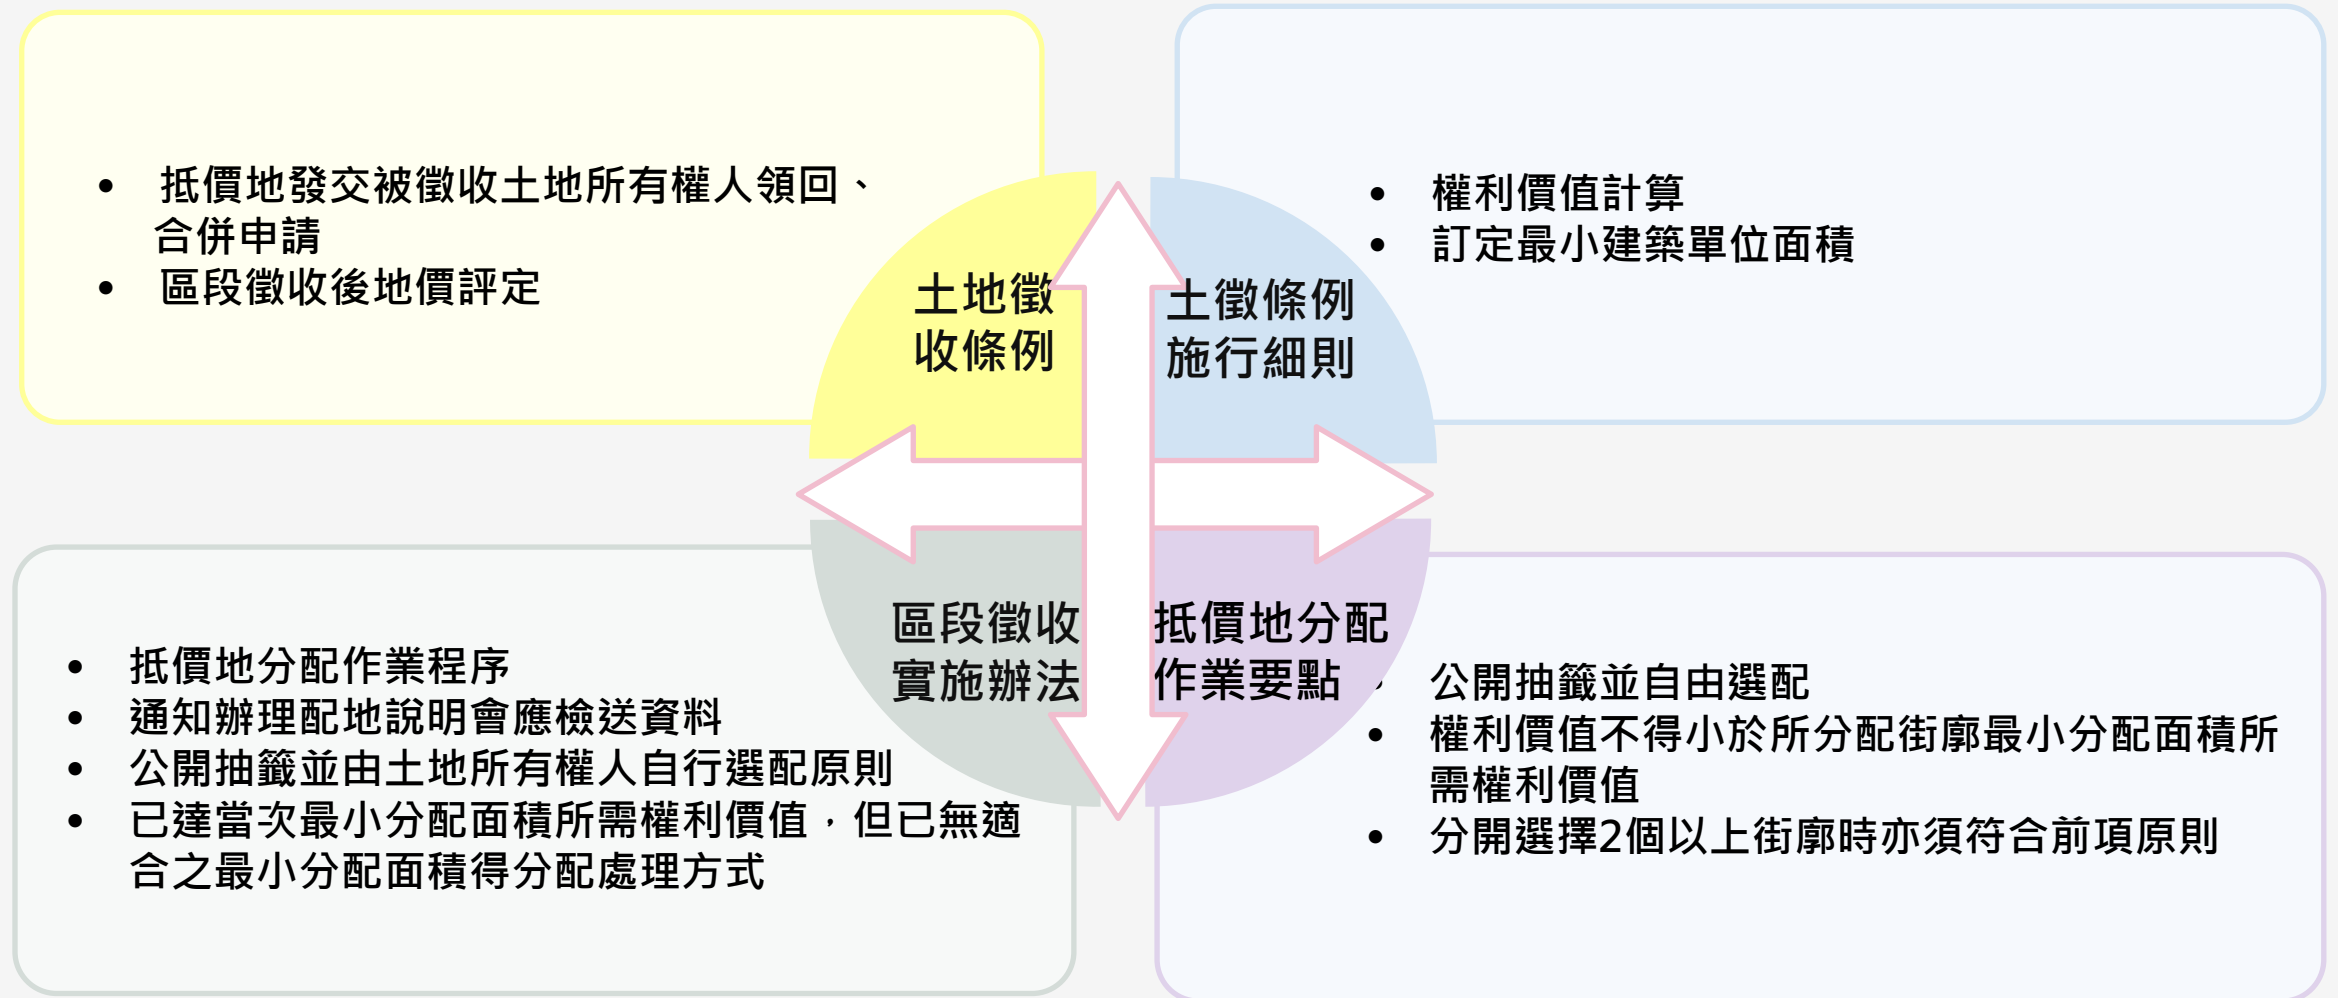 • 抵價地發交被徵收土地所有權人領回、
合併申請
• 區段徵收後地價評定
土地徵
收條例
• 權利價值計算
• 訂定最小建築單位面積
土徵條例
施行細則
• 抵價地分配作業程序
• 通知辦理配地說明會應檢送資料
• 公開抽籤並由土地所有權人自行選配原則
• 已達當次最小分配面積所需權利價值，但已無適
合之最小分配面積得分配處理方式
區段徵收
實施辦法
抵價地分配
作業要點
• 公開抽籤並自由選配
• 權利價值不得小於所分配街廓最小分配面積所
需權利價值
• 分開選擇2個以上街廓時亦須符合前項原則